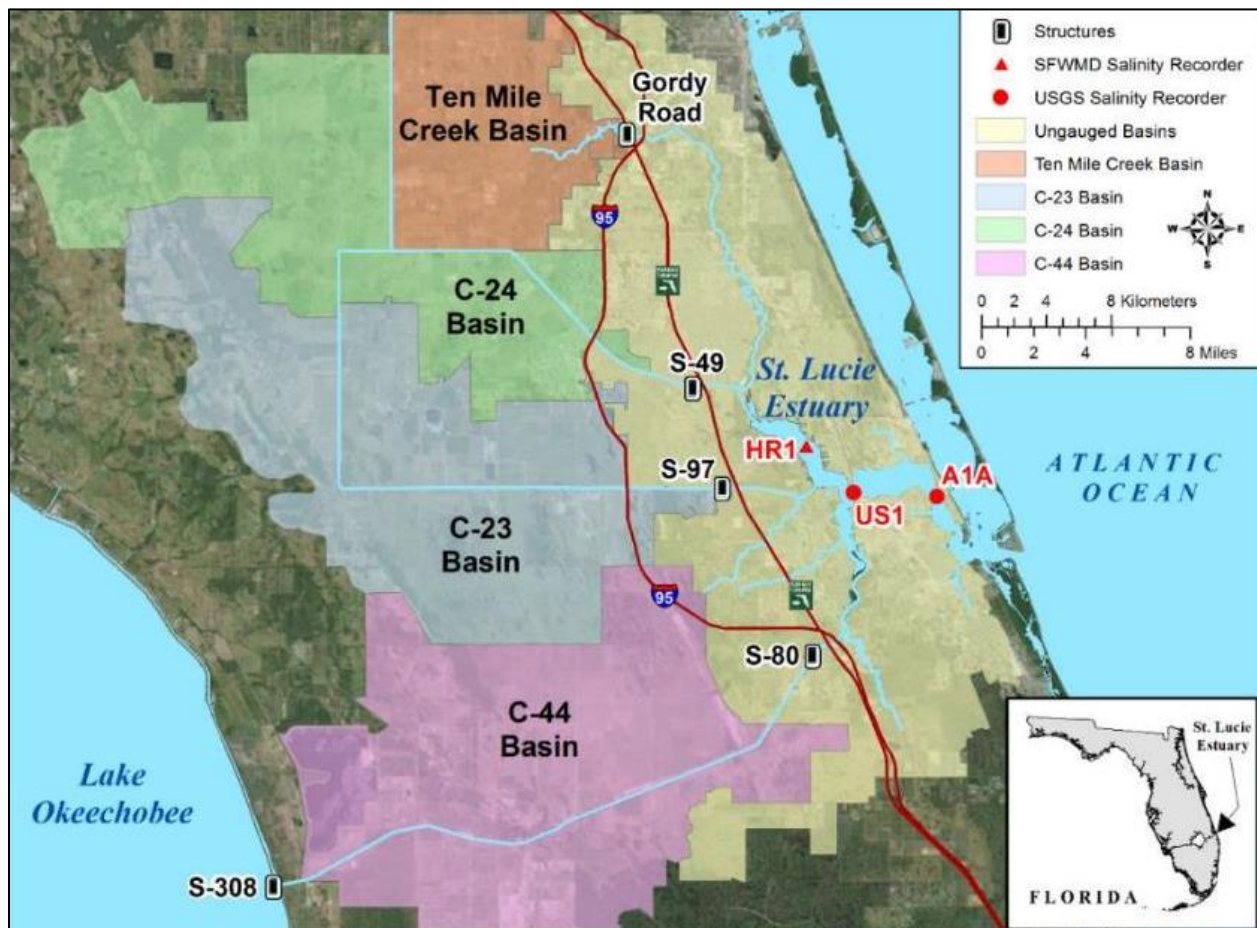 Structures
SFWMD Salinity Recorder
USGS Salinity Recorder
Ungauged Basins
Ten Mile Creek Basin
C-23 Basin
C-24 Basin
C-44 Basin
N
W E
S
0 2 4 8 Kilometers
0 2 4 8 Miles
Ten Mile
Creek Basin
Gordy
Road
95
C-24
Basin
S-49
St. Lucie
Estuary
HR1
S-97
A1A
US1
ATLANTIC
OCEAN
C-23
Basin
95
S-80
C-44
Basin
Lake
Okeechobee
S-308
St. Lucie
Estuary
FLORIDA